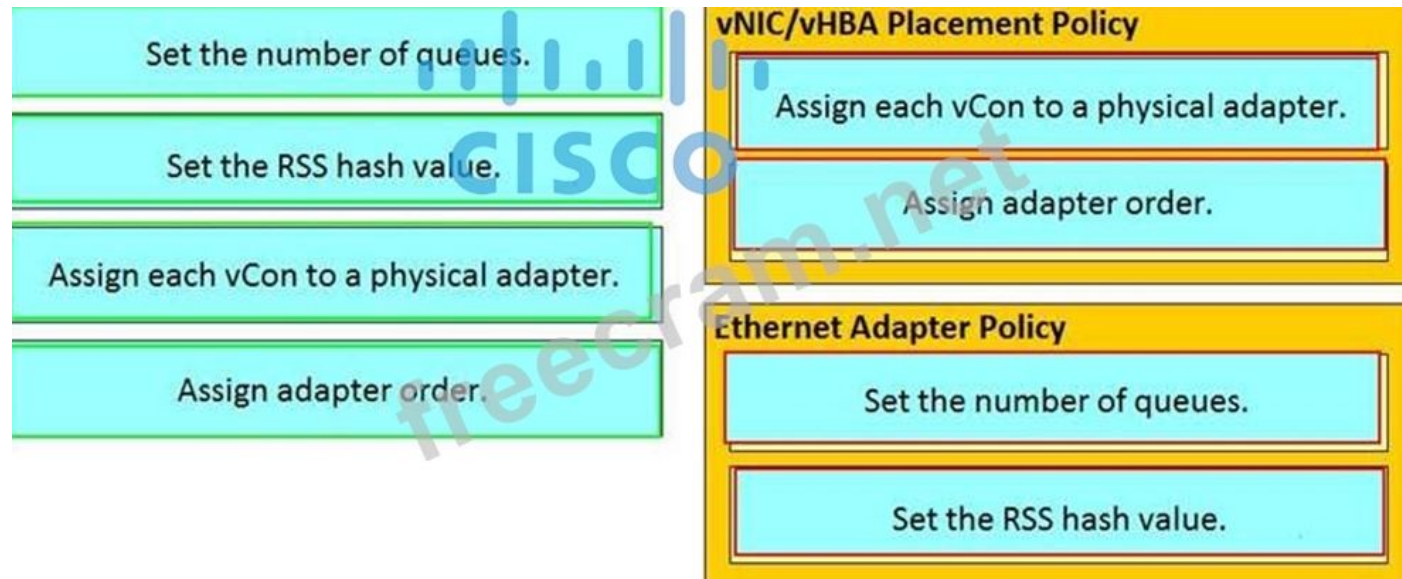 Set the number of queues.
Set the RSS hash value.
Assign each vCon to a physical adapter.
Assign adapter order.
vNIC/vHBA Placement Policy
Assign each vCon to a physical adapter.
Assign adapter order.
Ethernet Adapter Policy
Set the number of queues.
Set the RSS hash value.
CISCO
freecram.net